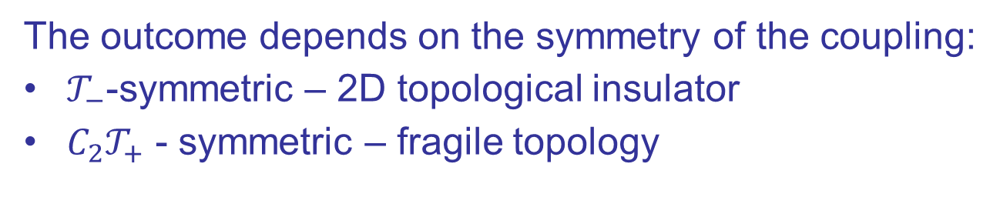 The outcome depends on the symmetry of the coupling:
• 𝒯₋-symmetric – 2D topological insulator
• 𝐶₂𝒯₊ - symmetric – fragile topology